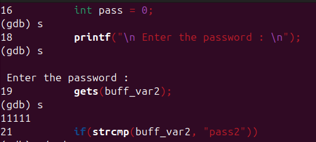 16 int pass = 0;
(gdb) s
18 printf("\n Enter the password : \n");
(gdb) s

Enter the password :
19 gets(buff_var2);
(gdb) s
11111
21 if(strcmp(buff_var2, "pass2"))